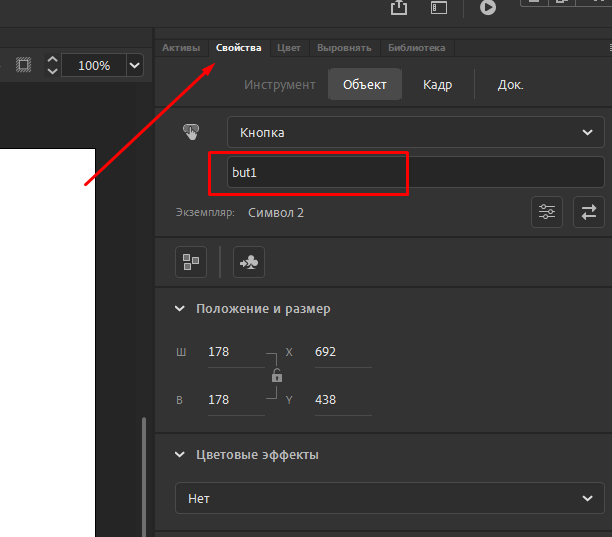 Активы Свойства Цвет Выровнять Библиотека
100%
Инструмент Объект Кадр Док.
Кнопка
but1
Экземпляр: Символ 2
Положение и размер
Ш 178 X 692
В 178 Y 438
Цветовые эффекты
Нет